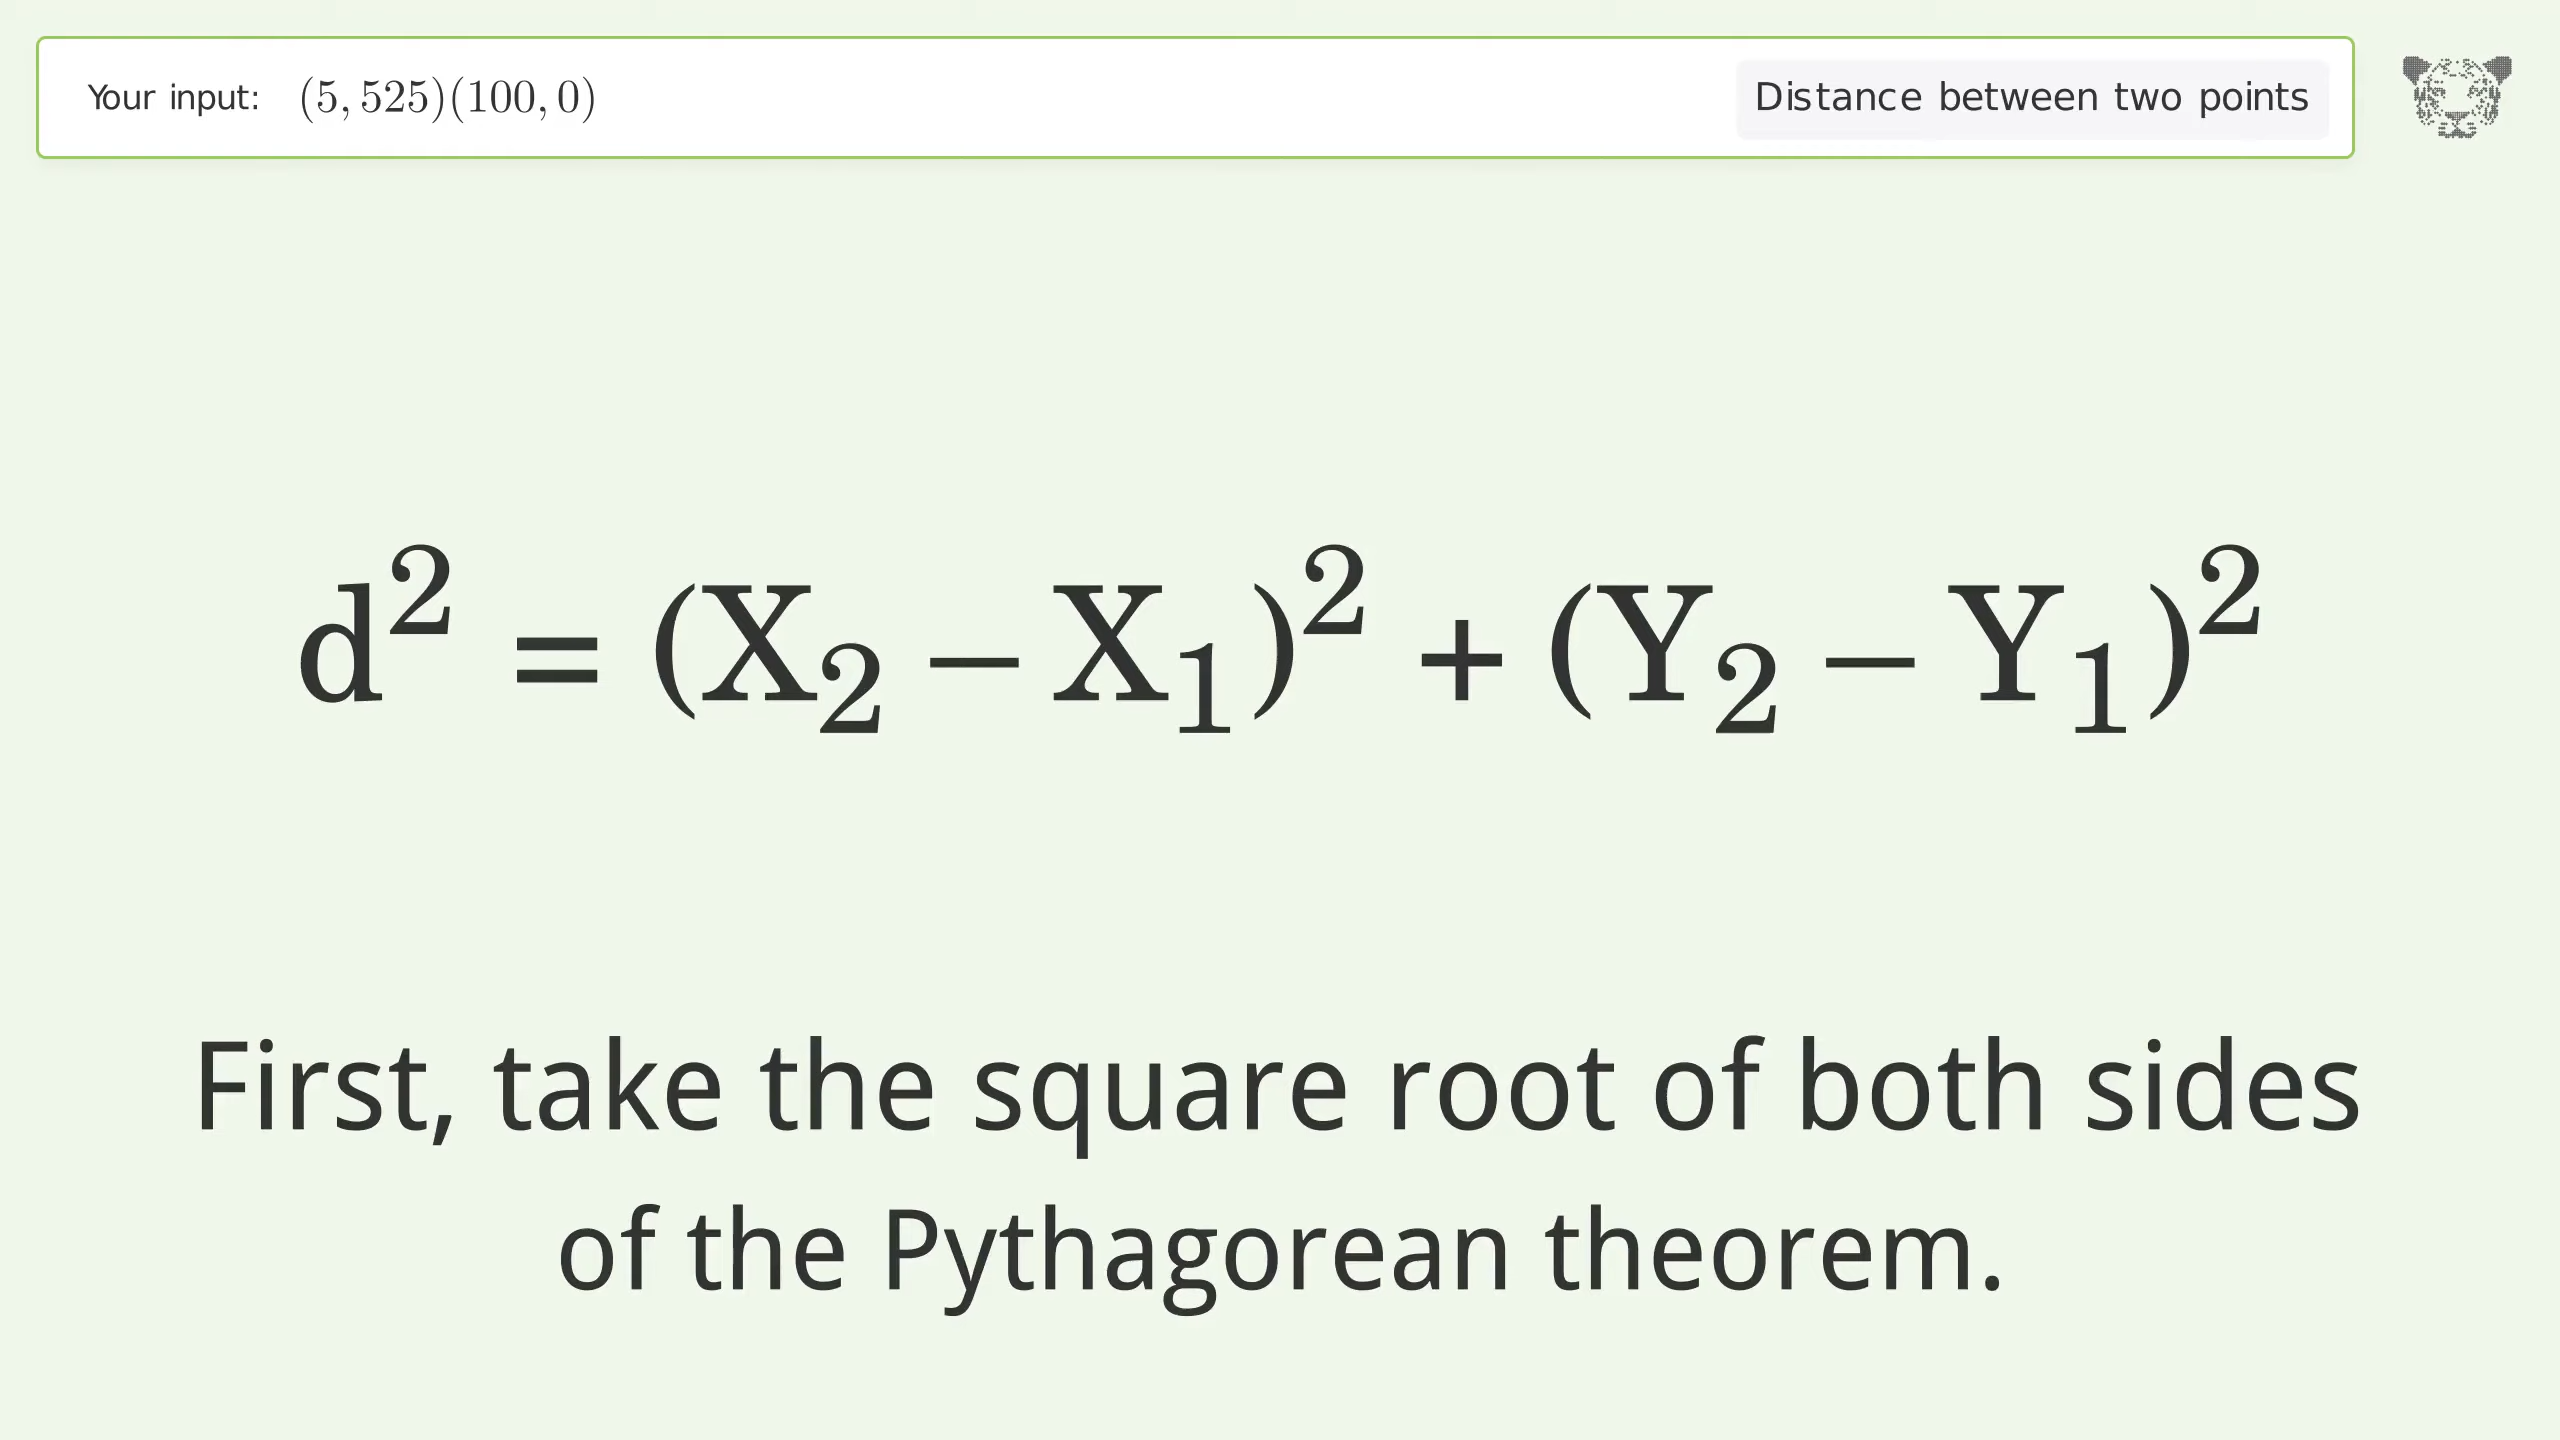 Your input: (5, 525)(100, 0)
Distance between two points
d² = (X₂ – X₁)² + (Y₂ – Y₁)²
First, take the square root of both sides
of the Pythagorean theorem.